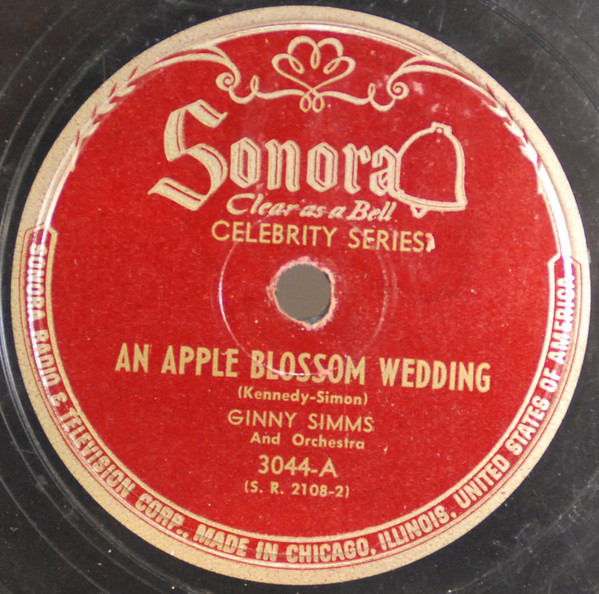 Sonora
Clear as a Bell
CELEBRITY SERIES
AN APPLE BLOSSOM WEDDING
(Kennedy-Simon)
GINNY SIMMS
And Orchestra
3044-A
(S. R. 2108-2)
SONORA RADIO & TELEVISION CORP., MADE IN CHICAGO, ILLINOIS, UNITED STATES OF AMERICA